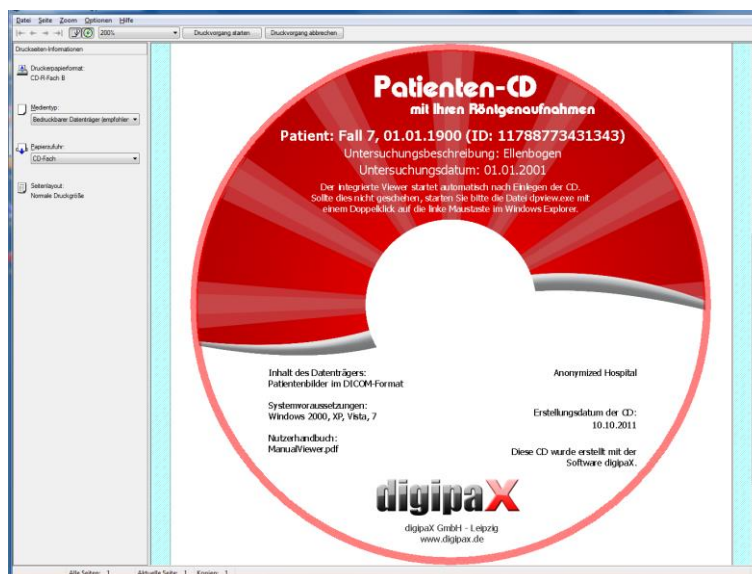 Datei Seite Zoom Optionen Hilfe
200% Druckvorgang starten Druckvorgang abbrechen
Druckseiten-Informationen
Druckerpapierformat:
CD-R-Fach B
Medientyp:
Bedruckbarer Datenträger (empfohlen
Papierzufuhr:
CD-Fach
Seitenlayout:
Normale Druckgröße
Patienten-CD
mit Ihren Röntgenaufnahmen
Patient: Fall 7, 01.01.1900 (ID: 11788773431343)
Untersuchungsbeschreibung: Ellenbogen
Untersuchungsdatum: 01.01.2001
Der integrierte Viewer startet automatisch nach Einlegen der CD.
Sollte dies nicht geschehen, starten Sie bitte die Datei dpview.exe mit
einem Doppelklick auf die linke Maustaste im Windows Explorer.
Inhalt des Datenträgers:
Patientenbilder im DICOM-Format
Systemvoraussetzungen:
Windows 2000, XP, Vista, 7
Nutzerhandbuch:
ManualViewer.pdf
Anonymized Hospital
Erstellungsdatum der CD:
10.10.2011
Diese CD wurde erstellt mit der
Software digipaX.
digipaX
digipaX GmbH - Leipzig
www.digipax.de
Alle Seiten: 1 Aktuelle Seite: 1 Kopien: 1